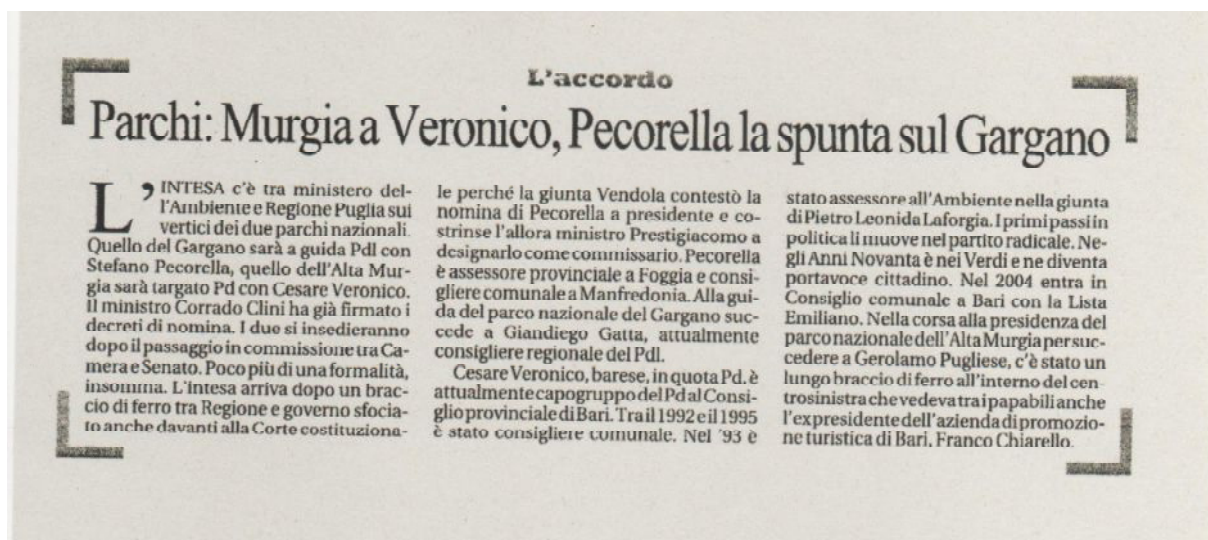 L'accordo
Parchi: Murgia a Veronico, Pecorella la spunta sul Gargano
L'INTESA c'è tra ministero del-
l'Ambiente e Regione Puglia sui
vertici dei due parchi nazionali.
Quello del Gargano sarà a guida Pdl con
Stefano Pecorella, quello dell'Alta Mur-
gia sarà targato Pd con Cesare Veronico.
Il ministro Corrado Clini ha già firmato i
decreti di nomina. I due si insedieranno
dopo il passaggio in commissione tra Ca-
mera e Senato. Poco più di una formalità,
insomma. L'intesa arriva dopo un brac-
cio di ferro tra Regione e governo sfocia-
to anche davanti alla Corte costituziona-
le perché la giunta Vendola contestò la
nomina di Pecorella a presidente e co-
strinse l'allora ministro Prestigiacomo a
designarlo come commissario. Pecorella
è assessore provinciale a Foggia e consi-
gliere comunale a Manfredonia. Alla gui-
da del parco nazionale del Gargano suc-
cede a Giandiego Gatta, attualmente
consigliere regionale del Pdl.
Cesare Veronico, barese, in quota Pd. è
attualmente capogruppo del Pd al Consi-
glio provinciale di Bari. Tra il 1992 e il 1995
è stato consigliere comunale. Nel '93 è
stato assessore all'Ambiente nella giunta
di Pietro Leonida Laforgia. I primi passi in
politica li muove nel partito radicale. Ne-
gli Anni Novanta è nei Verdi e ne diventa
portavoce cittadino. Nel 2004 entra in
Consiglio comunale a Bari con la Lista
Emiliano. Nella corsa alla presidenza del
parco nazionale dell'Alta Murgia per suc-
cedere a Gerolamo Pugliese, c'è stato un
lungo braccio di ferro all'interno del cen-
trosinistra che vedeva tra i papabili anche
l'expresidente dell'azienda di promozio-
ne turistica di Bari, Franco Chiarello.